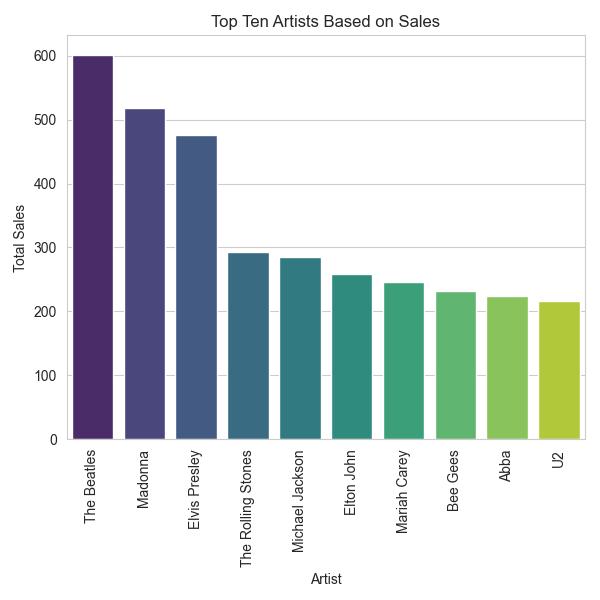 Top Ten Artists Based on Sales
Total Sales
600
500
400
300
200
100
0
The Beatles
Madonna
Elvis Presley
The Rolling Stones
Michael Jackson
Elton John
Mariah Carey
Bee Gees
Abba
U2
Artist